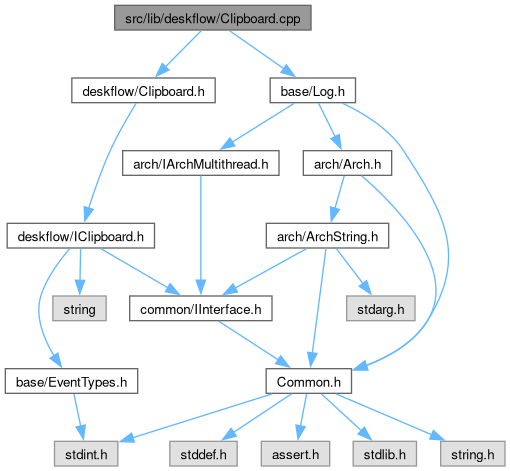 src/lib/deskflow/Clipboard.cpp
deskflow/Clipboard.h
base/Log.h
arch/IArchMultithread.h
arch/Arch.h
deskflow/IClipboard.h
arch/ArchString.h
string
common/IInterface.h
stdarg.h
base/EventTypes.h
Common.h
stdint.h
stddef.h
assert.h
stdlib.h
string.h